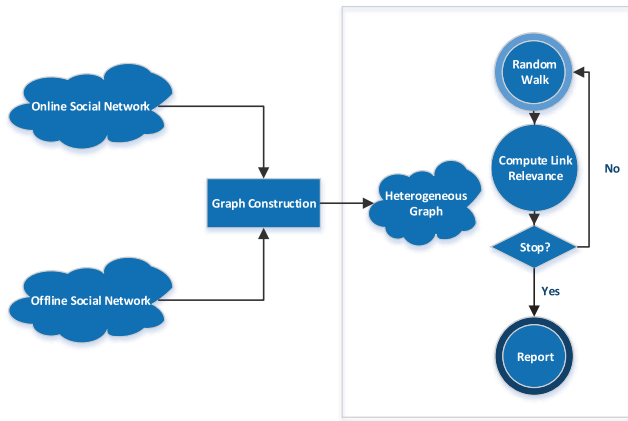 Online Social Network
Offline Social Network
Graph Construction
Heterogeneous
Graph
Random
Walk
Compute Link
Relevance
No
Stop?
Yes
Report